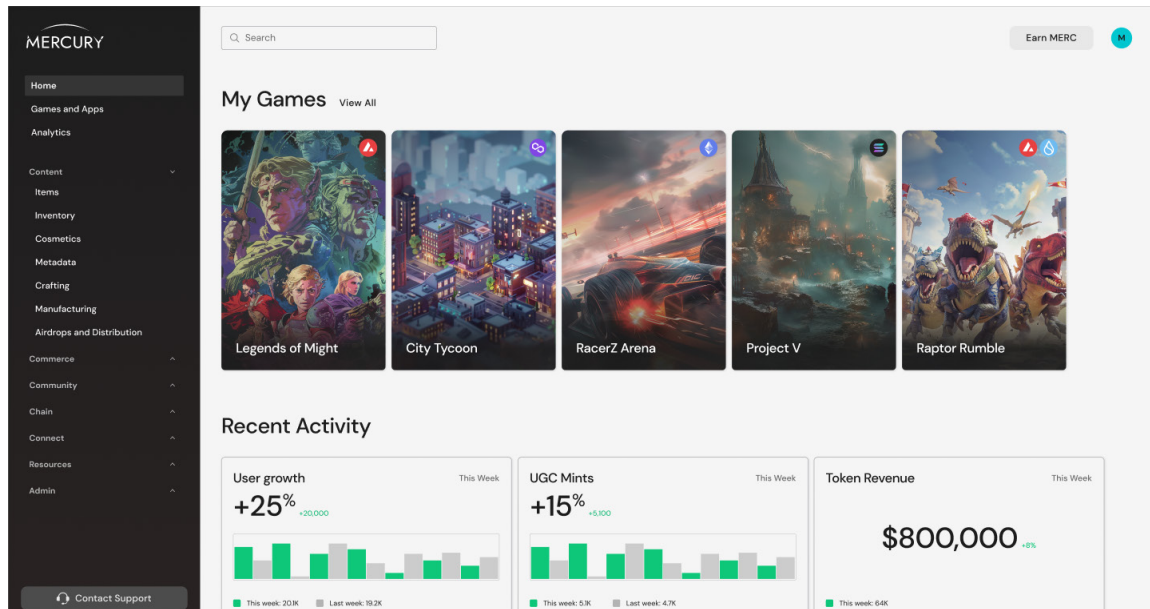 MERCURY
Home
Games and Apps
Analytics
Content
Items
Inventory
Cosmetics
Metadata
Crafting
Manufacturing
Airdrops and Distribution
Commerce
Community
Chain
Connect
Resources
Admin
Contact Support
Search
Earn MERC
M
My Games View All
Legends of Might
City Tycoon
RacerZ Arena
Project V
Raptor Rumble
Recent Activity
User growth This Week
+25% +20,000
This week: 20.1K Last week: 19.2K
UGC Mints This Week
+15% +5,100
This week: 5.1K Last week: 4.7K
Token Revenue This Week
$800,000 +8%
This week: 64K